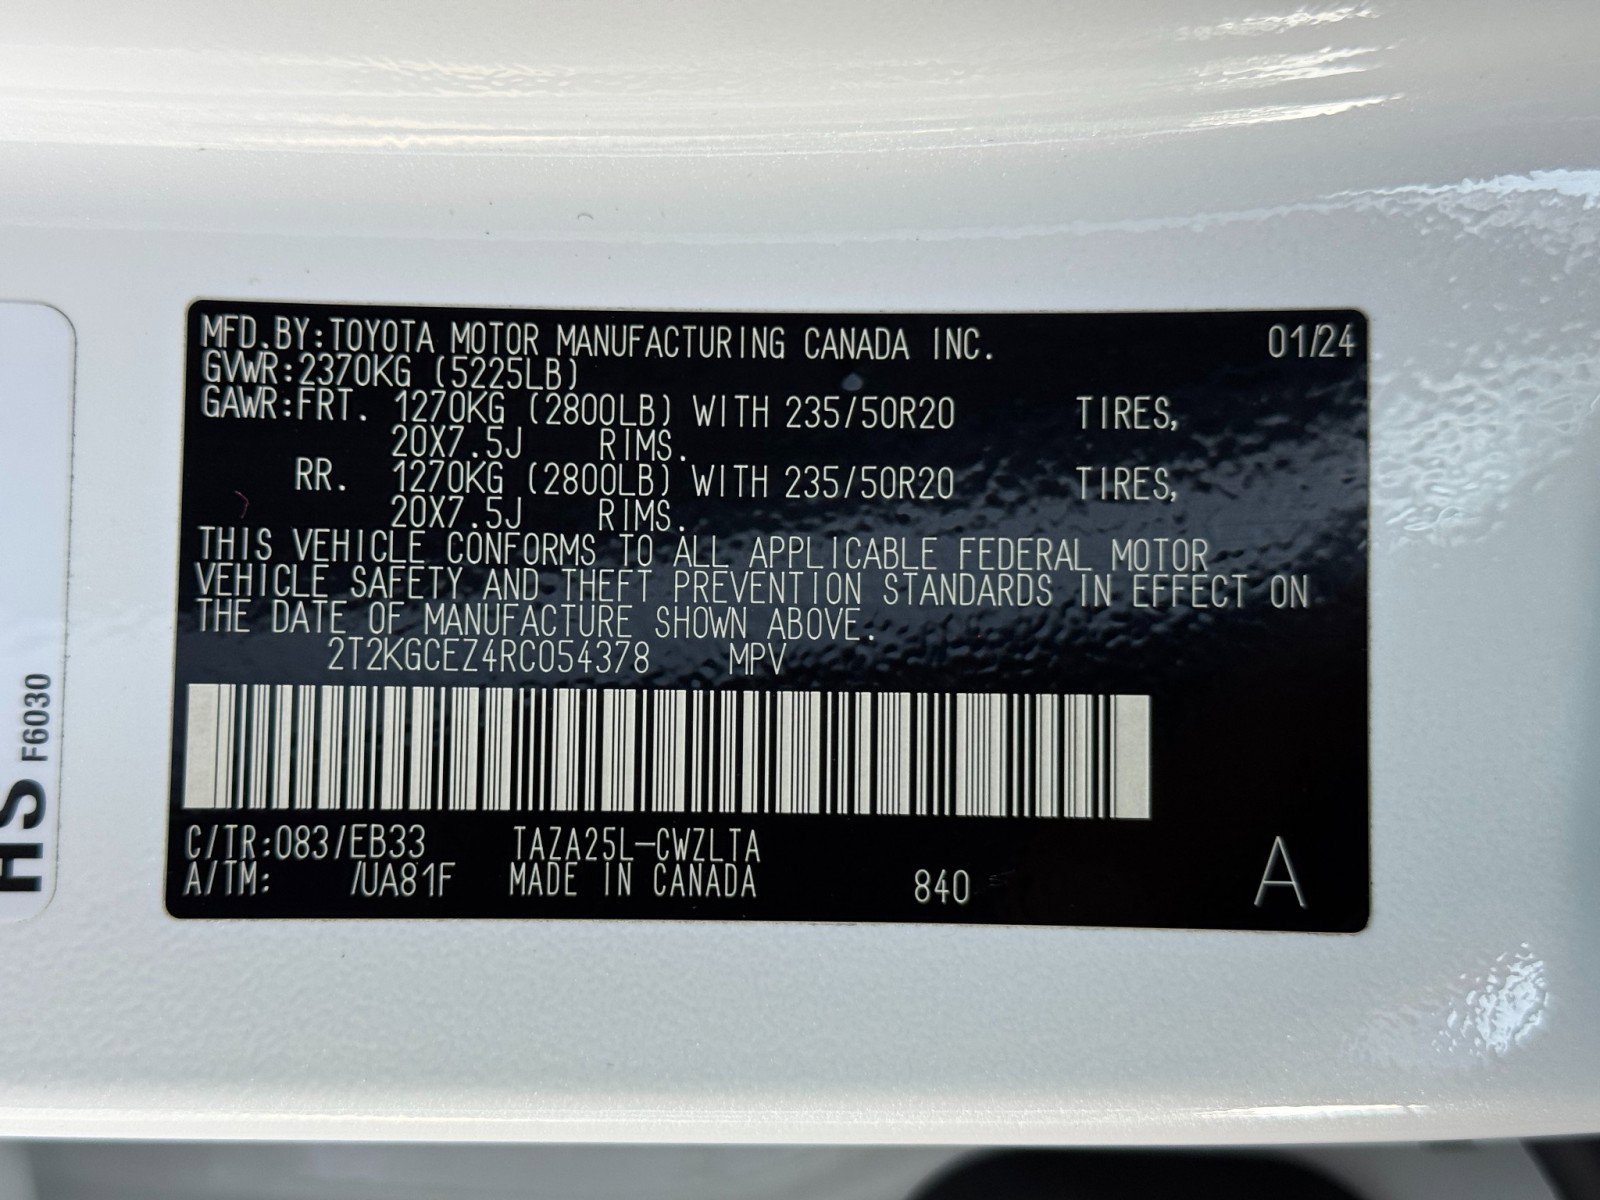 MFD.BY:TOYOTA MOTOR MANUFACTURING CANADA INC. 01/24
GVWR:2370KG (5225LB)
GAWR:FRT. 1270KG (2800LB) WITH 235/50R20 TIRES,
20X7.5J RIMS.
RR. 1270KG (2800LB) WITH 235/50R20 TIRES,
20X7.5J RIMS.
THIS VEHICLE CONFORMS TO ALL APPLICABLE FEDERAL MOTOR
VEHICLE SAFETY AND THEFT PREVENTION STANDARDS IN EFFECT ON
THE DATE OF MANUFACTURE SHOWN ABOVE.
2T2KGCEZ4RC054378 MPV
C/TR:083/EB33 TAZA25L-CWZLTA
A/TM: /UA81F MADE IN CANADA 840 A
HS F6030